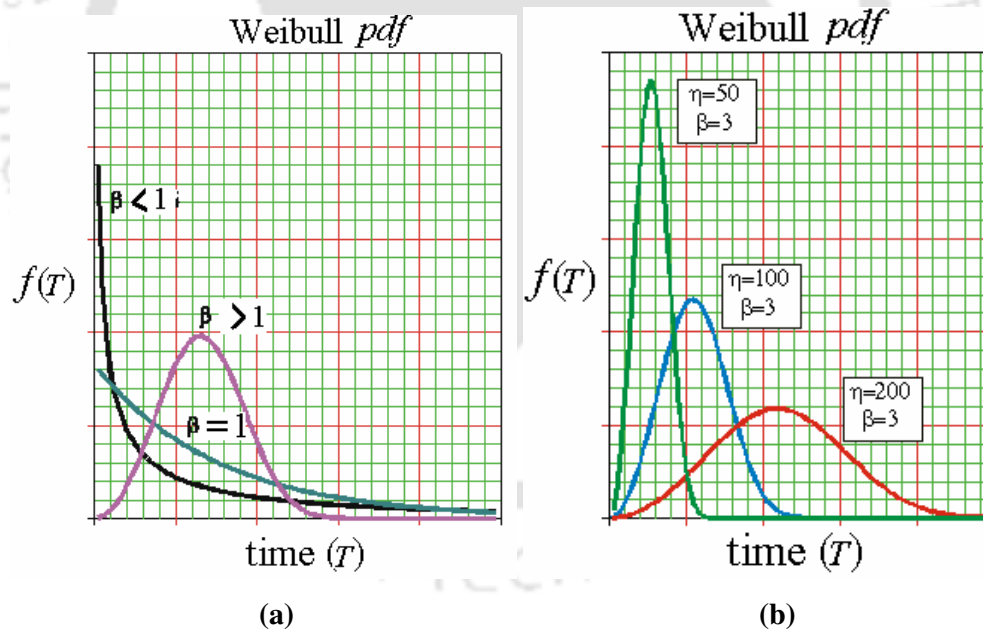 Weibull pdf
β < 1
f(T)
β > 1
β = 1
time (T)
(a)
Weibull pdf
η=50
β=3
f(T)
η=100
β=3
η=200
β=3
time (T)
(b)